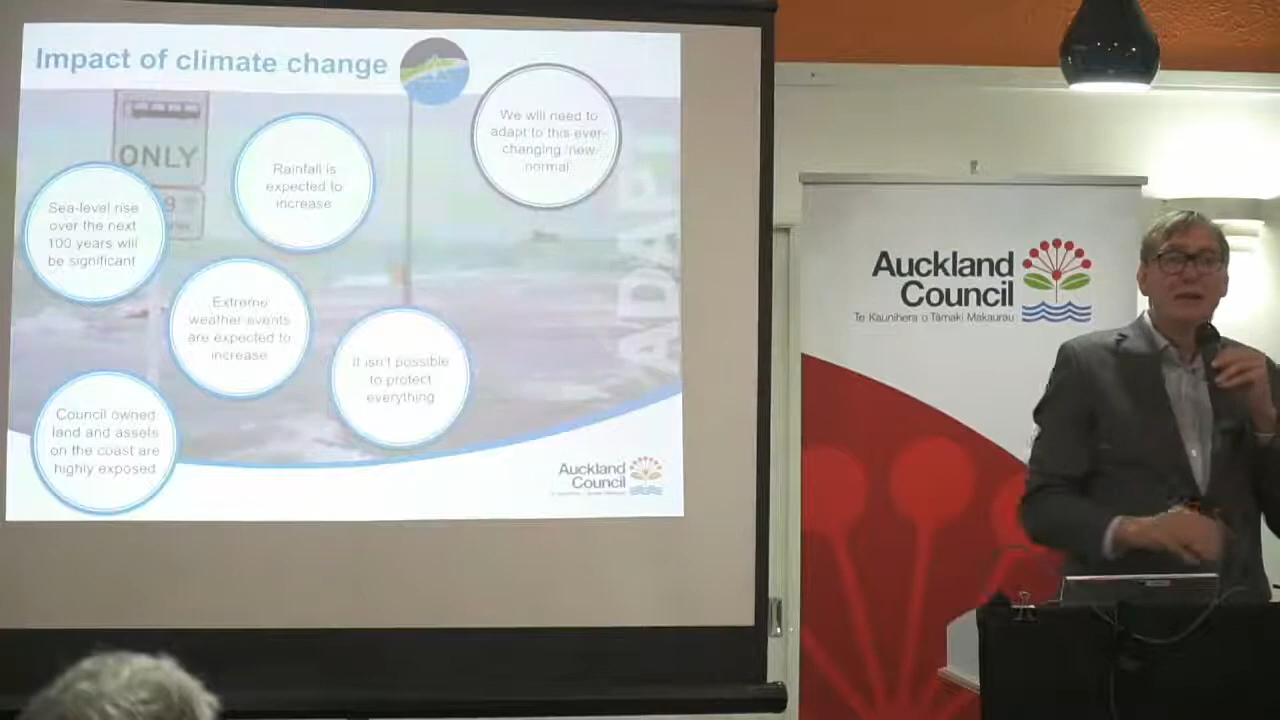 Impact of climate change
ONLY
We will need to
adapt to this ever-
changing 'new-
normal'
Rainfall is
expected to
increase
Sea-level rise
over the next
100 years will
be significant
Extreme
weather events
are expected to
increase
It isn't possible
to protect
everything
Council owned
land and assets
on the coast are
highly exposed
ADAPT
Auckland
Council
Auckland
Council
Te Kaunihera o Tāmaki Makaurau